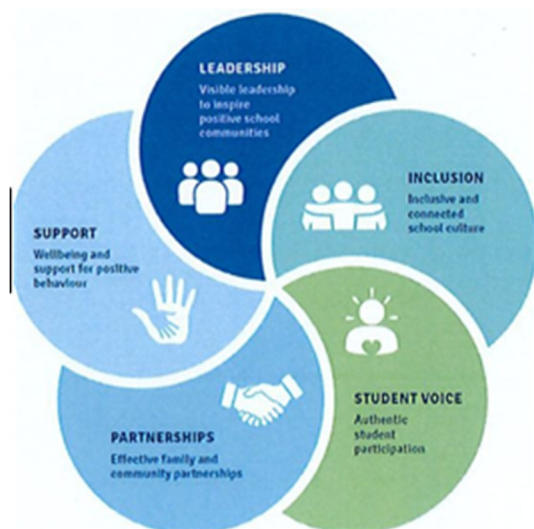 LEADERSHIP
Visible leadership
to inspire
positive school
communities
INCLUSION
Inclusive and
connected
school culture
STUDENT VOICE
Authentic
student
participation
PARTNERSHIPS
Effective family and
community partnerships
SUPPORT
Wellbeing and
support for positive
behaviour